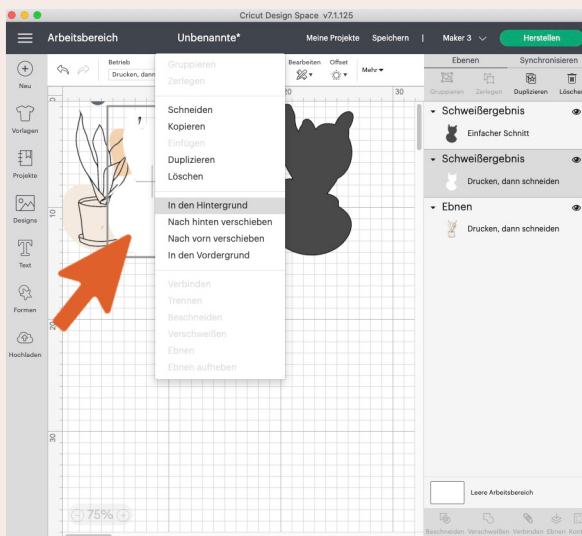 Cricut Design Space v7.1.125
Arbeitsbereich
Unbenannte*
Meine Projekte
Speichern
|
Maker 3
Herstellen
Neu
Vorlagen
Projekte
Designs
Text
Formen
Hochladen
Betrieb
Drucken, dann
Bearbeiten
Offset
Mehr
0
20
30
10
20
30
Gruppieren
Zerlegen
Schneiden
Kopieren
Einfügen
Duplizieren
Löschen
In den Hintergrund
Nach hinten verschieben
Nach vorn verschieben
In den Vordergrund
Verbinden
Trennen
Beschneiden
Verschweißen
Ebnen
Ebnen aufheben
75%
Ebenen
Synchronisieren
Gruppieren
Zerlegen
Duplizieren
Löschen
Schweißergebnis
Einfacher Schnitt
Schweißergebnis
Drucken, dann schneiden
Ebnen
Drucken, dann schneiden
Leere Arbeitsbereich
Beschneiden
Verschweißen
Verbinden
Ebnen
Kont